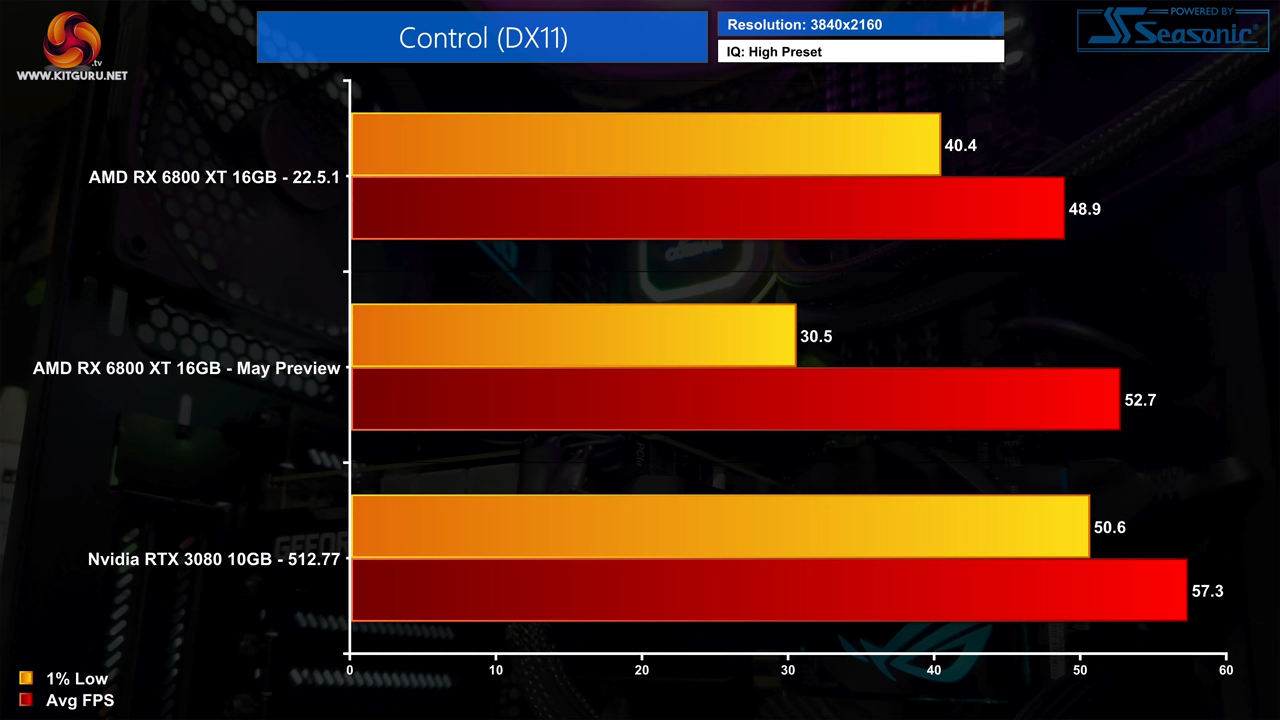 .tv
WWW.KITGURU.NET
Control (DX11)
Resolution: 3840x2160
IQ: High Preset
POWERED BY
Seasonic
AMD RX 6800 XT 16GB - 22.5.1
40.4
48.9
AMD RX 6800 XT 16GB - May Preview
30.5
52.7
Nvidia RTX 3080 10GB - 512.77
50.6
57.3
0 10 20 30 40 50 60
1% Low
Avg FPS